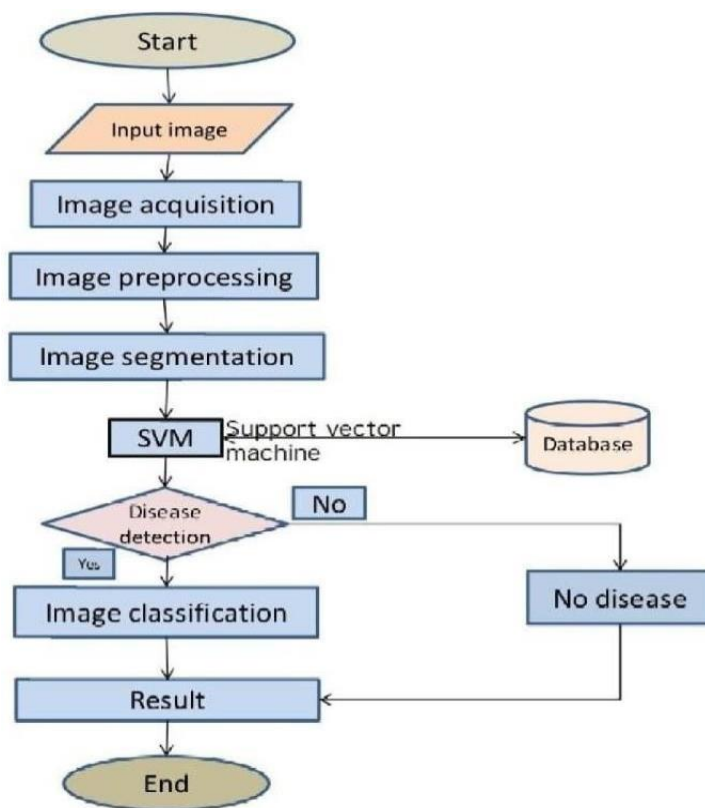 Start
Input image
Image acquisition
Image preprocessing
Image segmentation
SVM
Support vector
machine
Database
Disease
detection
No
Yes
Image classification
No disease
Result
End